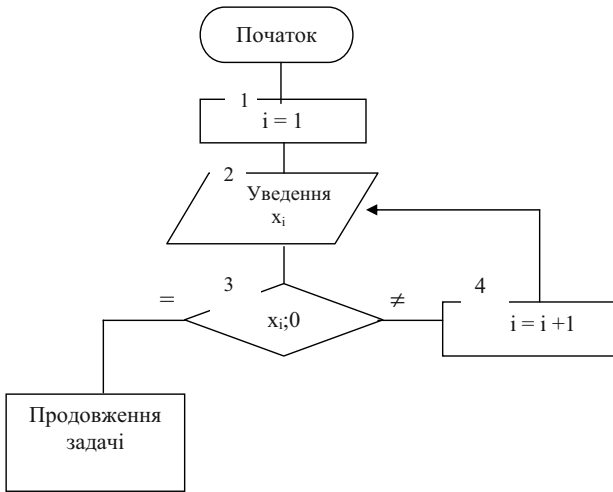 Початок
1
i = 1
2
Уведення
xᵢ
3
=
xᵢ;0
≠
4
i = i +1
Продовження
задачі